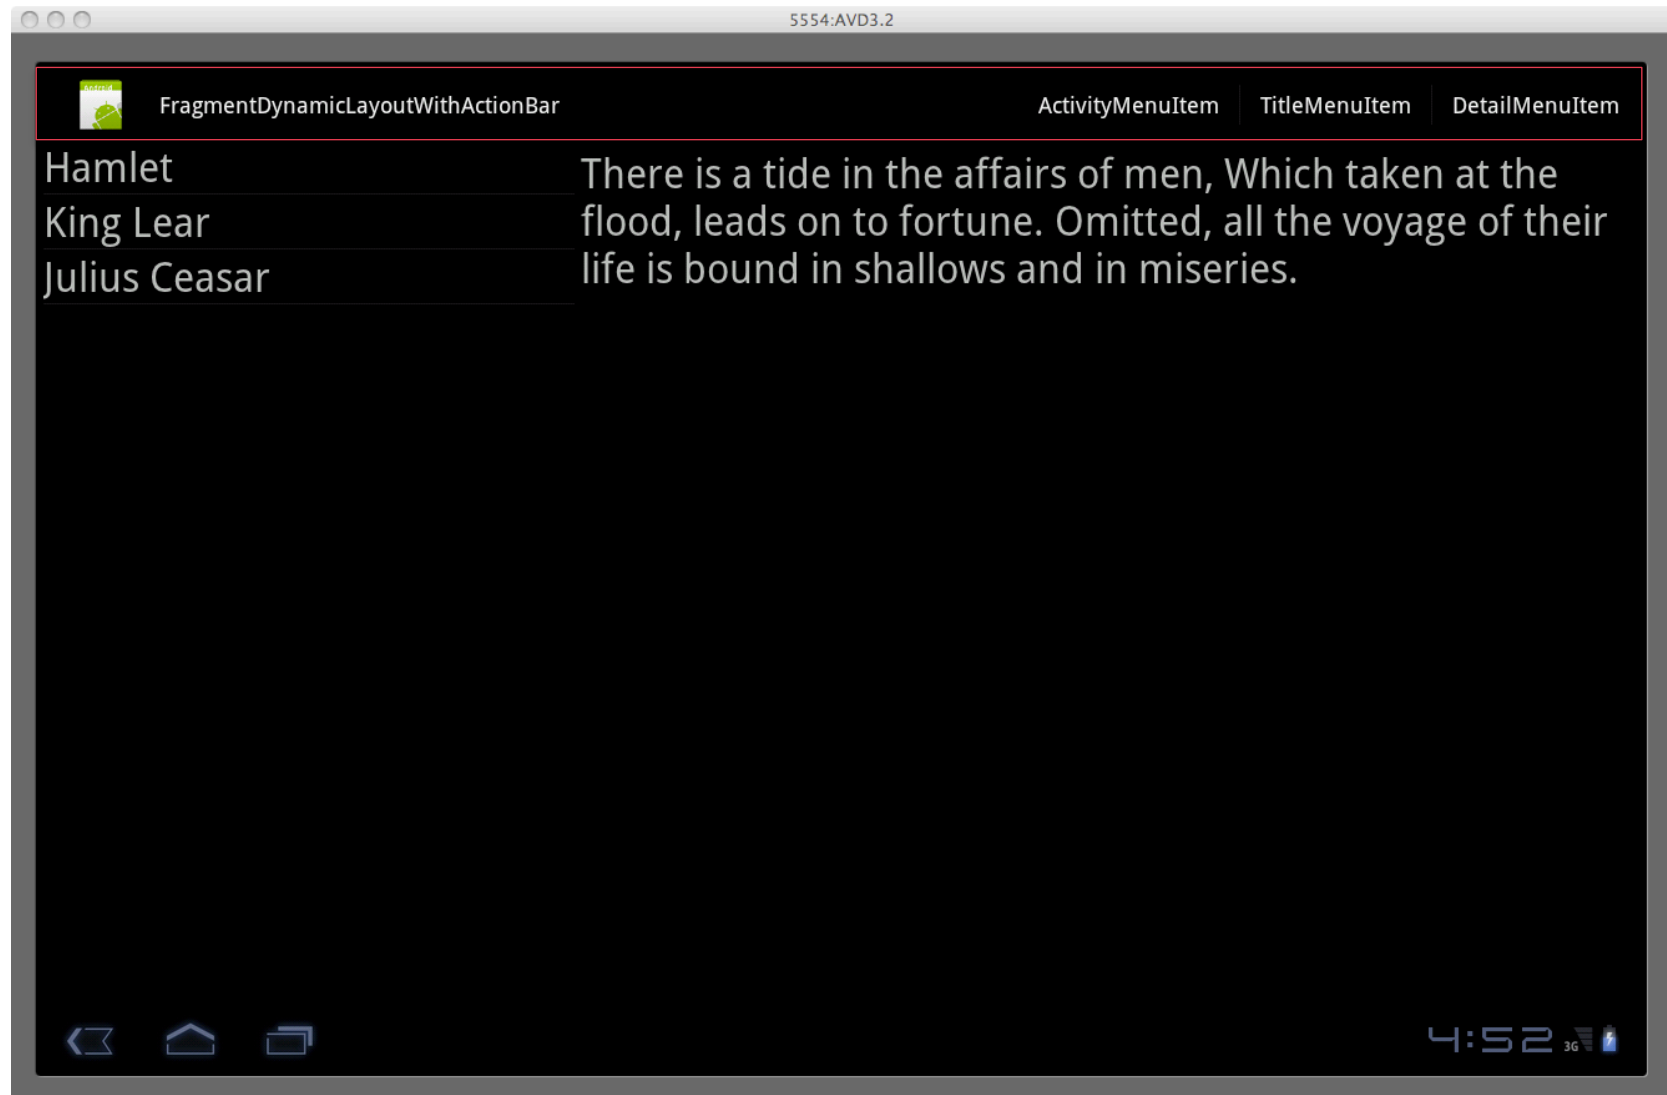 5554:AVD3.2
Android
FragmentDynamicLayoutWithActionBar
ActivityMenuItem
TitleMenuItem
DetailMenuItem
Hamlet
King Lear
Julius Ceasar
There is a tide in the affairs of men, Which taken at the
flood, leads on to fortune. Omitted, all the voyage of their
life is bound in shallows and in miseries.
4:52
3G